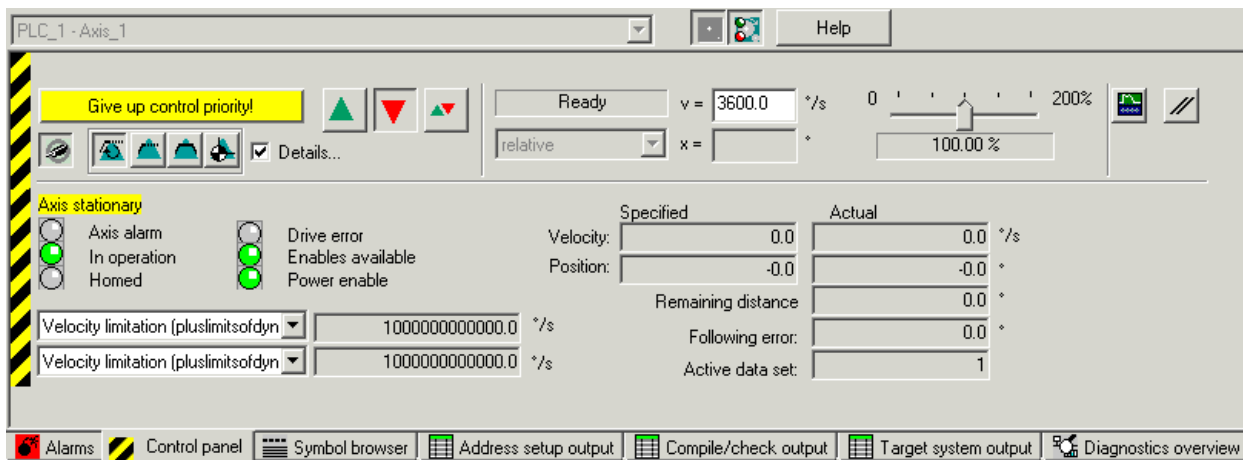 PLC_1 - Axis_1
Help
Give up control priority!
Ready
v = 3600.0 °/s
0 200%
relative
x = °
100.00 %
Details...
Axis stationary
Axis alarm
In operation
Homed
Drive error
Enables available
Power enable
Specified Actual
Velocity: 0.0 0.0 °/s
Position: -0.0 -0.0 °
Remaining distance 0.0 °
Following error: 0.0 °
Active data set: 1
Velocity limitation (pluslimitsofdyn 1000000000000.0 °/s
Velocity limitation (pluslimitsofdyn 1000000000000.0 °/s
Alarms Control panel Symbol browser Address setup output Compile/check output Target system output Diagnostics overview